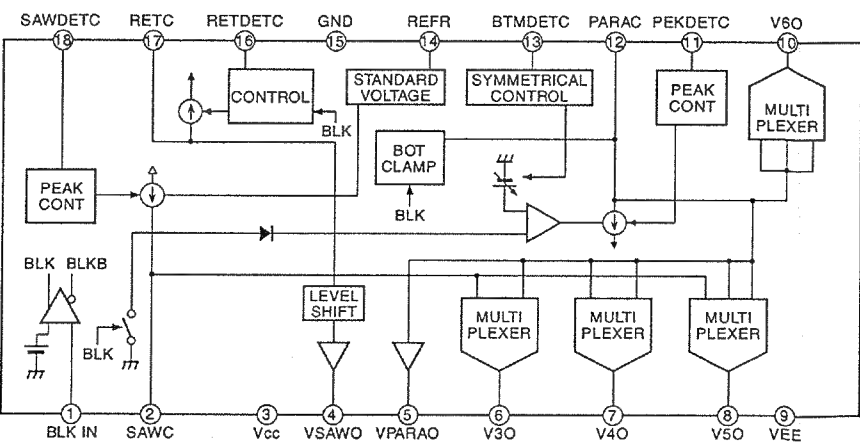 SAWDETC RETC RETDETC GND REFR BTMDETC PARAC PEKDETC V6O
18 17 16 15 14 13 12 11 10
CONTROL
BLK
STANDARD
VOLTAGE
SYMMETRICAL
CONTROL
PEAK
CONT
MULTI
PLEXER
PEAK
CONT
BOT
CLAMP
BLK
BLK BLKB
BLK
LEVEL
SHIFT
MULTI
PLEXER
MULTI
PLEXER
MULTI
PLEXER
1 2 3 4 5 6 7 8 9
BLK IN SAWC Vcc VSAWO VPARAO V3O V4O V5O VEE